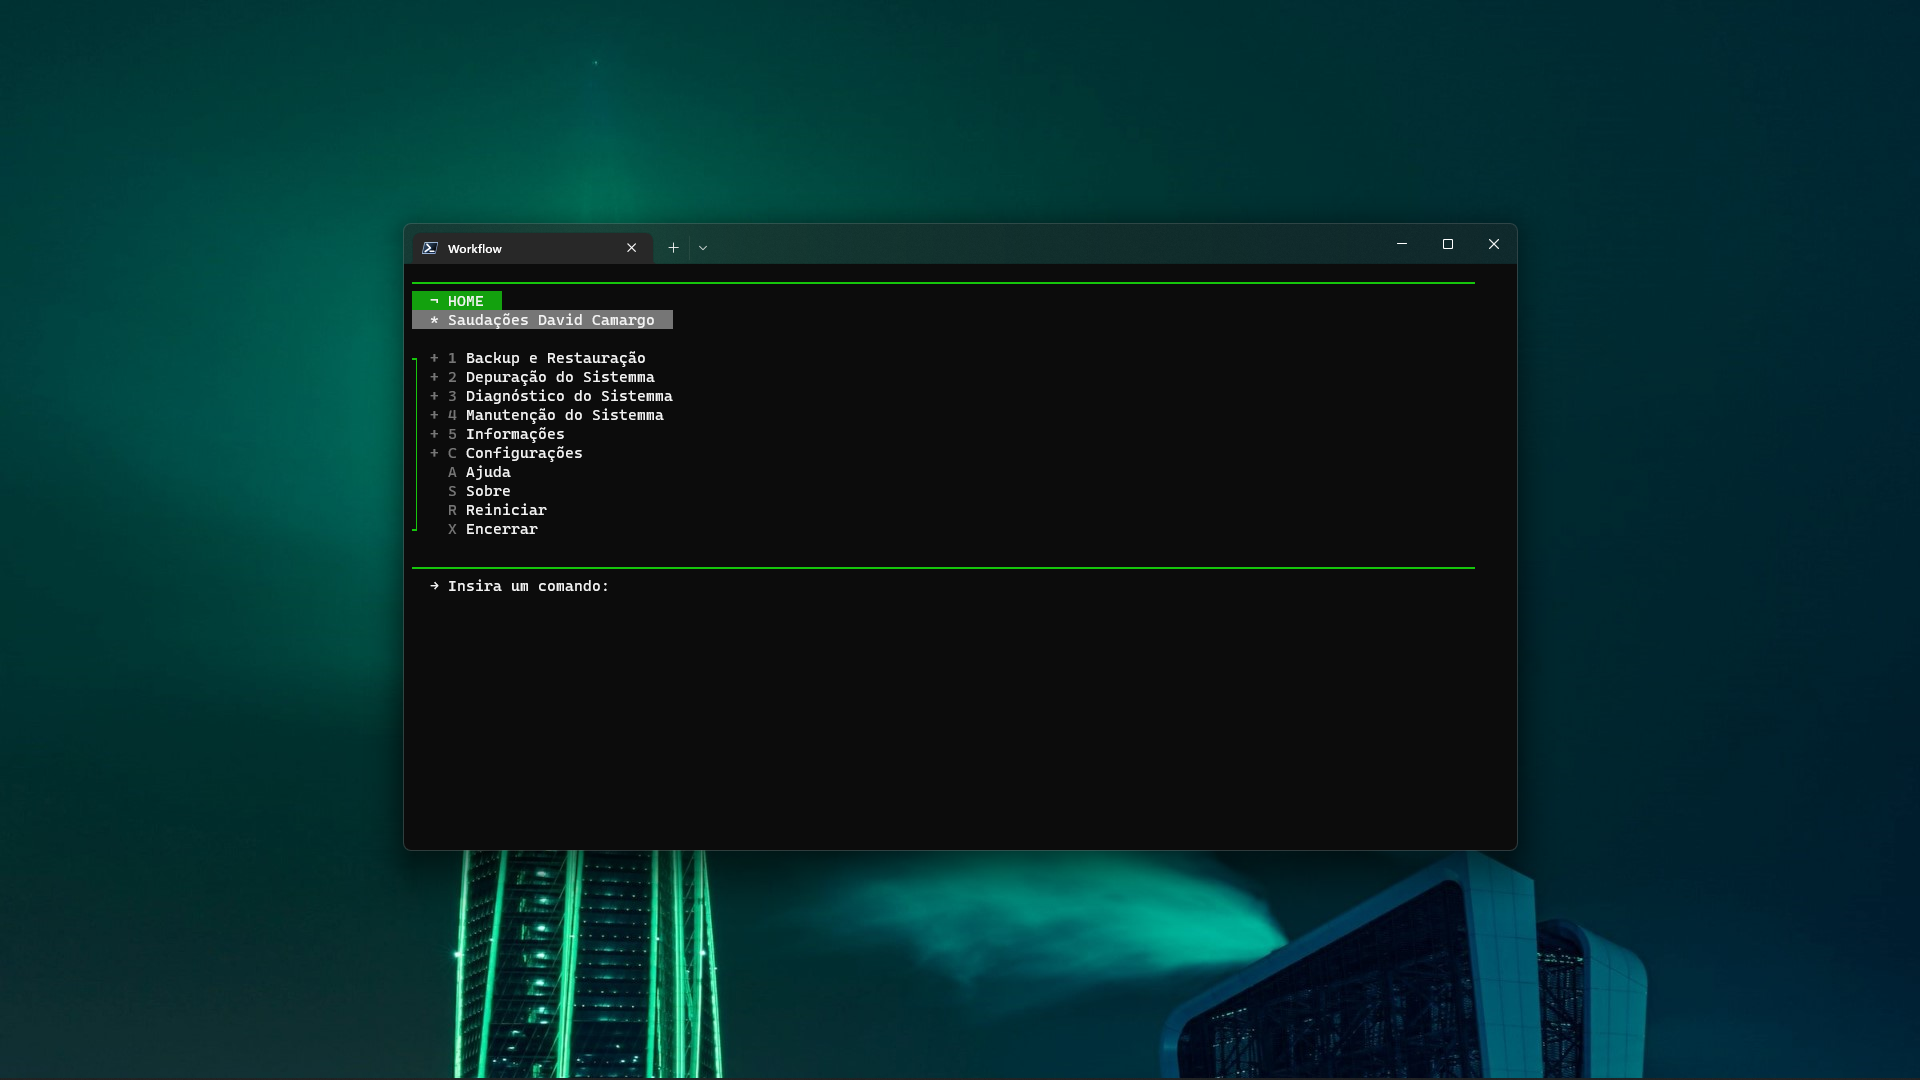 Workflow
¬ HOME
* Saudações David Camargo
+ 1 Backup e Restauração
+ 2 Depuração do Sistemma
+ 3 Diagnóstico do Sistemma
+ 4 Manutenção do Sistemma
+ 5 Informações
+ C Configurações
A Ajuda
S Sobre
R Reiniciar
X Encerrar
→ Insira um comando: